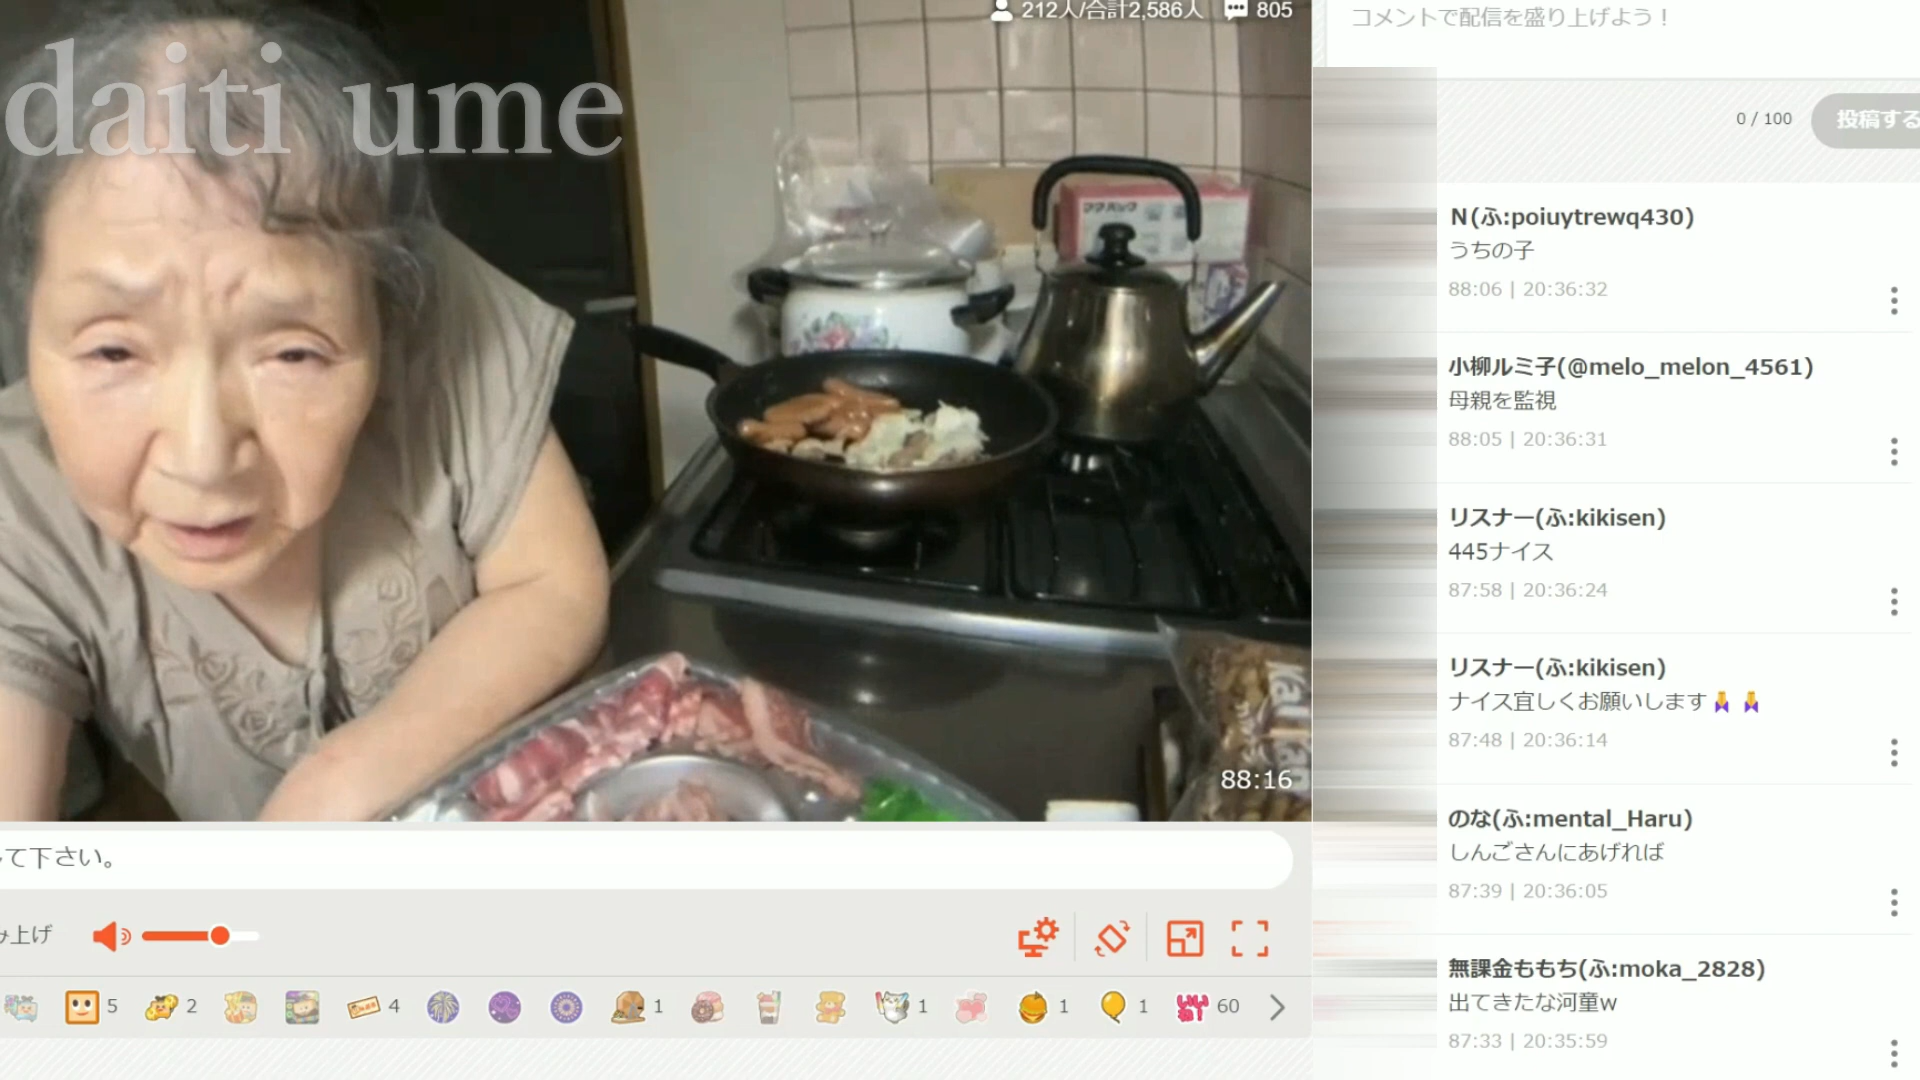 212人/合計2,586人 805
daiti ume
88:16
て下さい。
み上げ
5 2 4 1 1 1 1 60
コメントで配信を盛り上げよう！
0 / 100 投稿する
N(ふ:poiuytrewq430)
うちの子
88:06 | 20:36:32
小柳ルミ子(@melo_melon_4561)
母親を監視
88:05 | 20:36:31
リスナー(ふ:kikisen)
445ナイス
87:58 | 20:36:24
リスナー(ふ:kikisen)
ナイス宜しくお願いします🙏🙏
87:48 | 20:36:14
のな(ふ:mental_Haru)
しんごさんにあげれば
87:39 | 20:36:05
無課金ももち(ふ:moka_2828)
出てきたな河童w
87:33 | 20:35:59